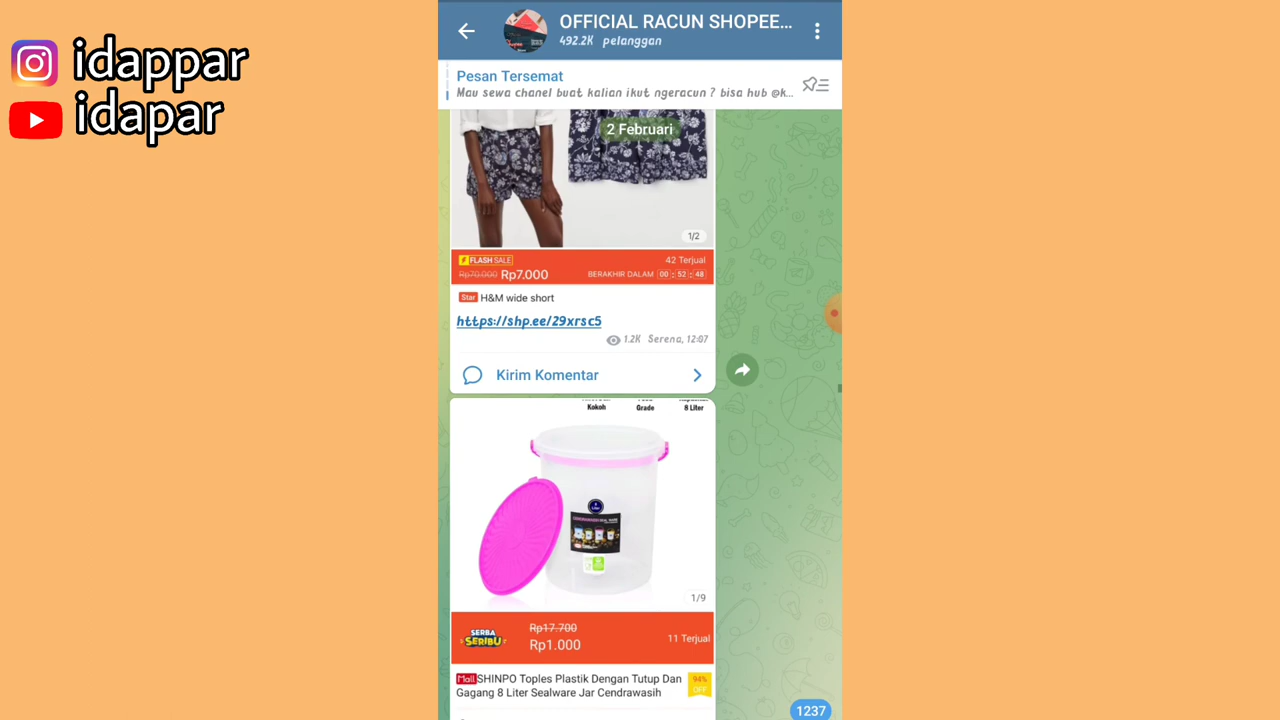 idappar
idapar
OFFICIAL RACUN SHOPEE...
492.2K pelanggan
Pesan Tersemat
Mau sewa chanel buat kalian ikut ngeracun ? bisa hub @k...
2 Februari
1/2
FLASH SALE
42 Terjual
Rp70.000 Rp7.000
BERAKHIR DALAM 00 : 52 : 48
Star H&M wide short
https://shp.ee/29xrsc5
1.2K Serena, 12:07
Kirim Komentar
Kokoh
Grade
8 Liter
1/9
SERBA SERIBU
Rp17.700
Rp1.000
11 Terjual
Mall SHINPO Toples Plastik Dengan Tutup Dan
Gagang 8 Liter Sealware Jar Cendrawasih
94%
OFF
1237